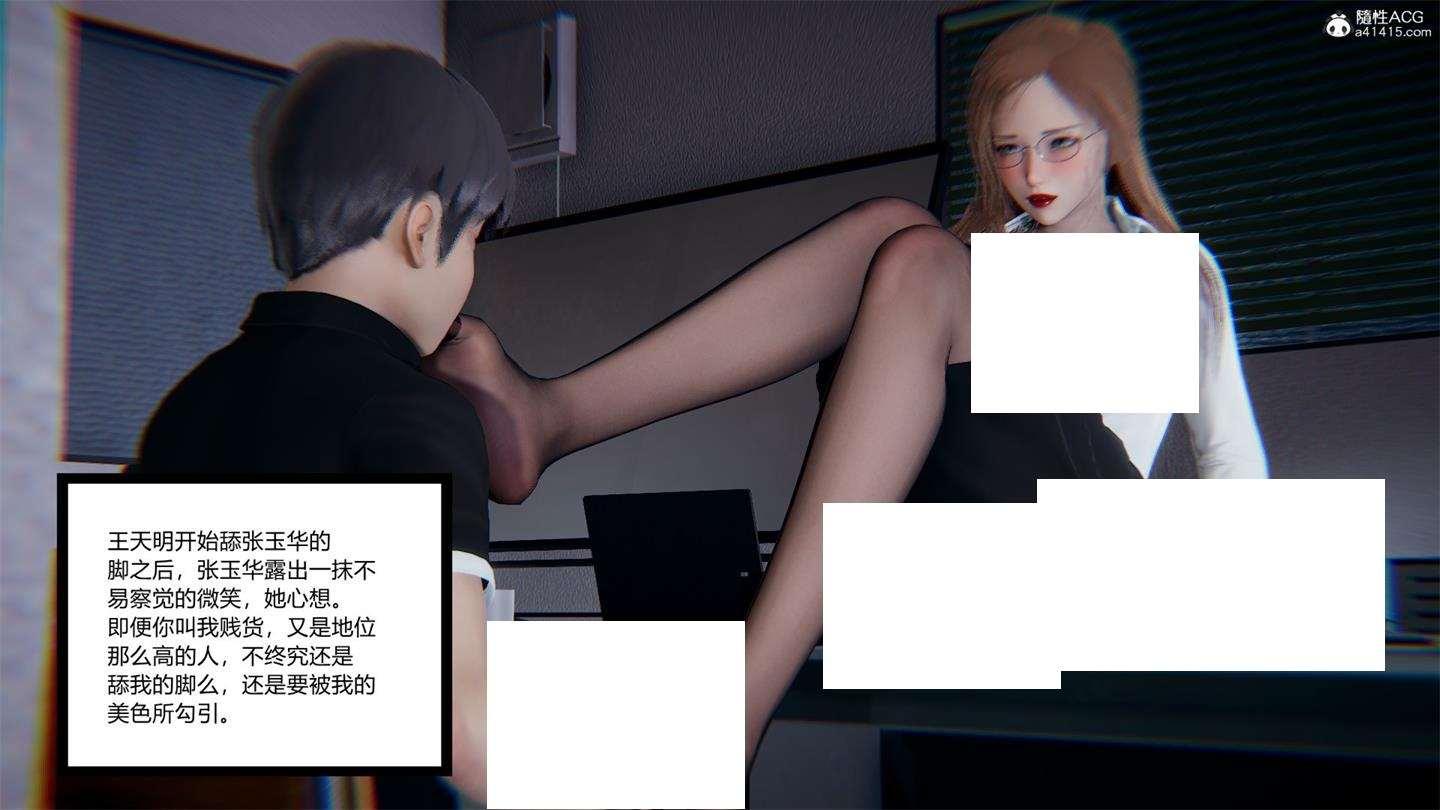 隨性ACG
a41415.com
王天明开始舔张玉华的
脚之后，张玉华露出一抹不
易察觉的微笑，她心想。
即便你叫我贱货，又是地位
那么高的人，不终究还是
舔我的脚么，还是要被我的
美色所勾引。